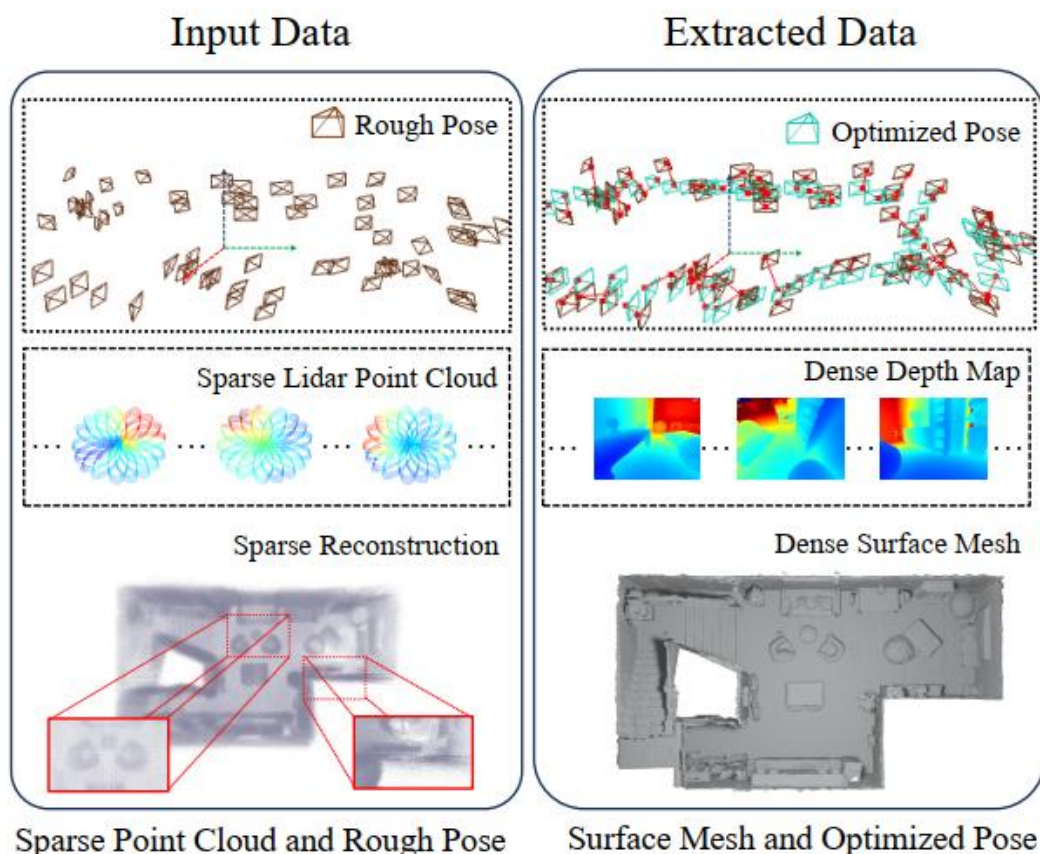 Input Data
Extracted Data
Rough Pose
Optimized Pose
Sparse Lidar Point Cloud
Dense Depth Map
... ... ... ...
... ... ... ...
Sparse Reconstruction
Dense Surface Mesh
Sparse Point Cloud and Rough Pose
Surface Mesh and Optimized Pose